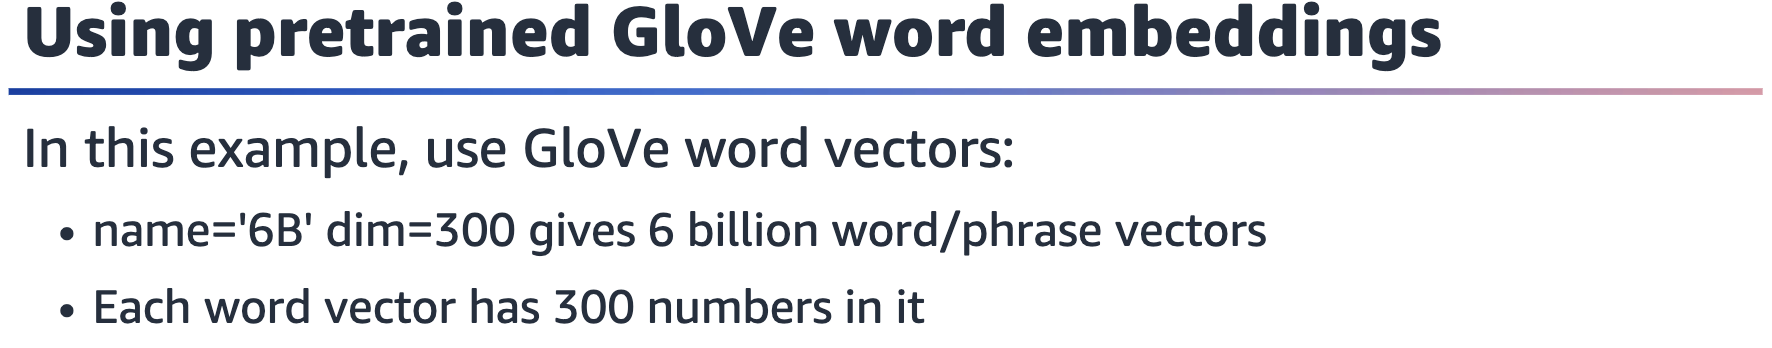 Using pretrained GloVe word embeddings
In this example, use GloVe word vectors:
• name='6B' dim=300 gives 6 billion word/phrase vectors
• Each word vector has 300 numbers in it